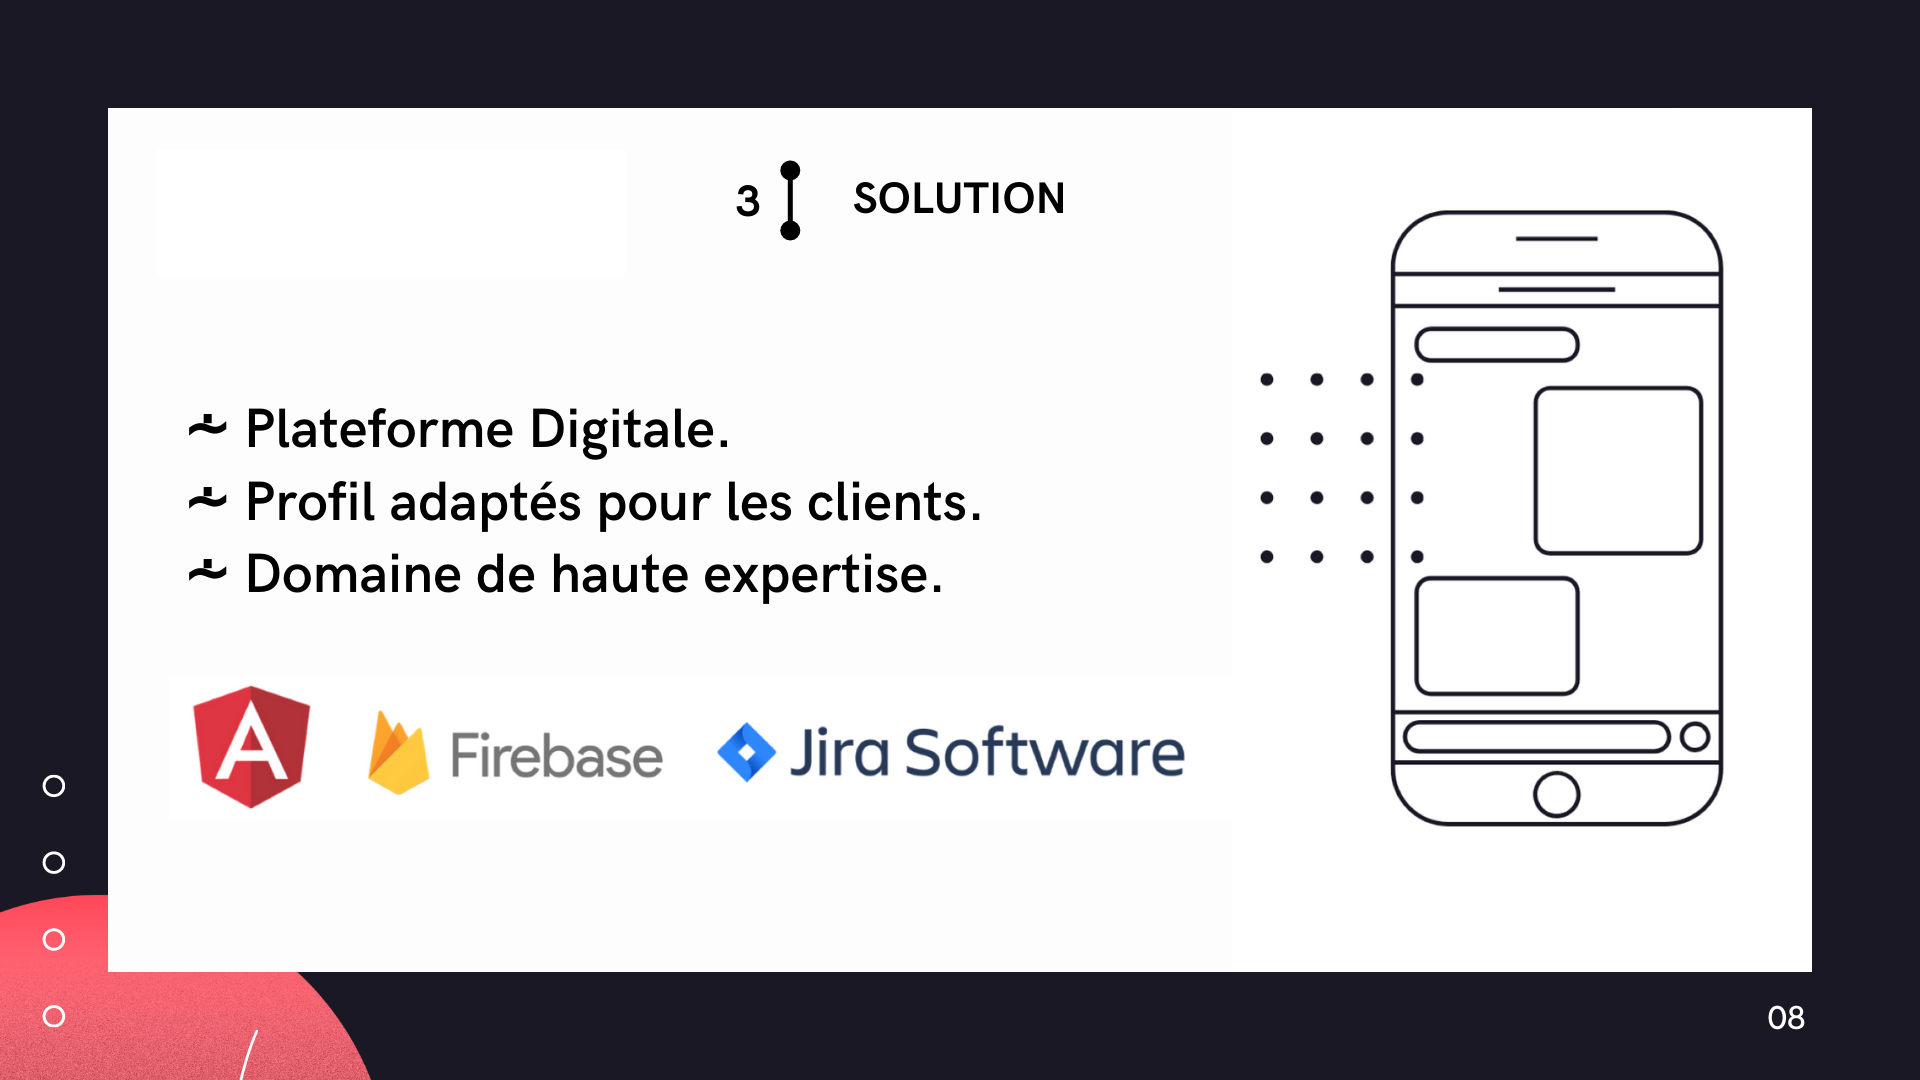 3 SOLUTION
Plateforme Digitale.
Profil adaptés pour les clients.
Domaine de haute expertise.
A Firebase Jira Software
08